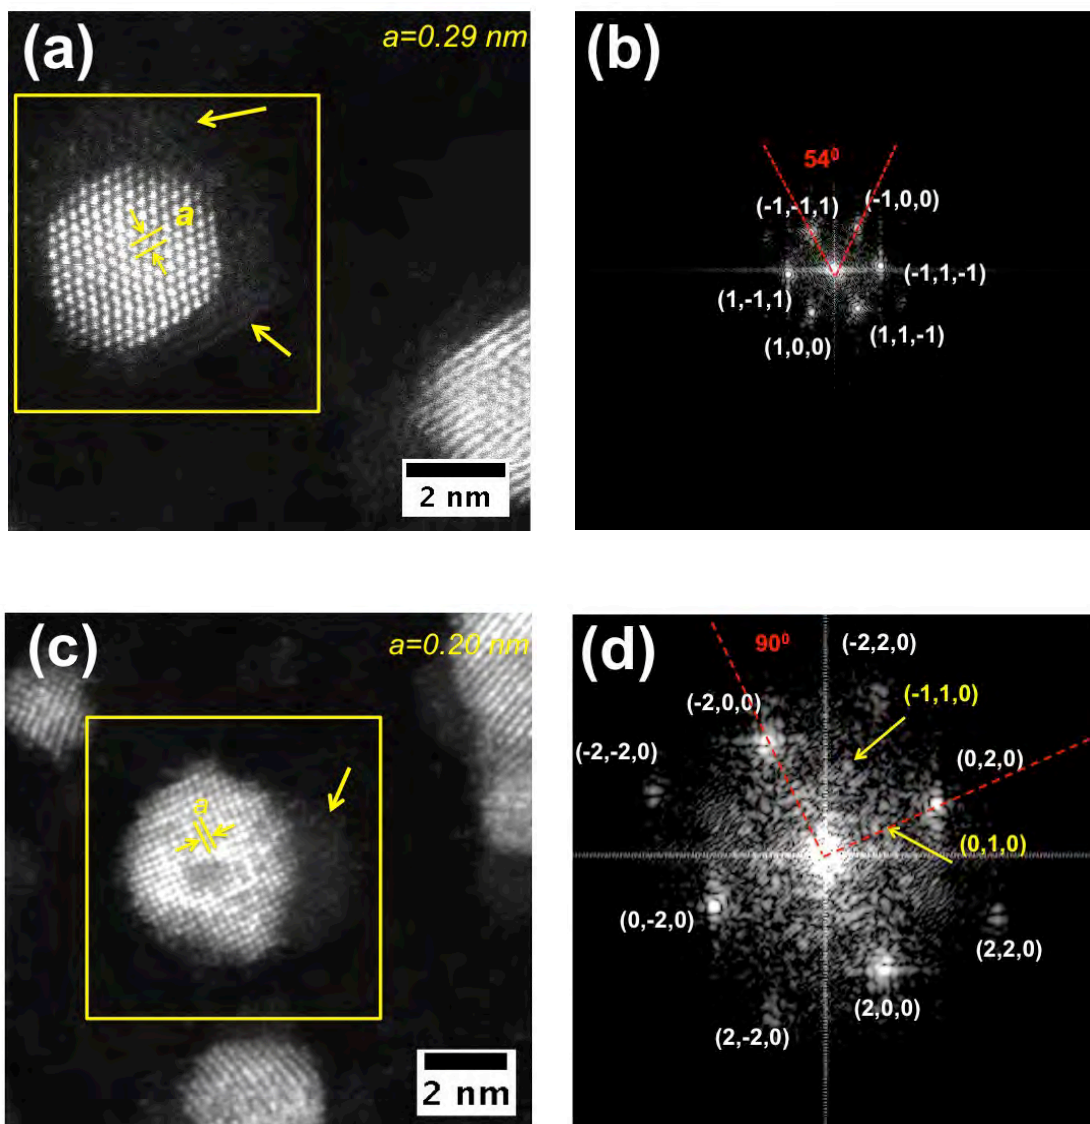 (a)
a=0.29 nm
a
2 nm
(b)
54⁰
(-1,-1,1)
(-1,0,0)
(1,-1,1)
(-1,1,-1)
(1,0,0)
(1,1,-1)
(c)
a=0.20 nm
a
2 nm
(d)
90⁰
(-2,2,0)
(-2,0,0)
(-1,1,0)
(-2,-2,0)
(0,2,0)
(0,1,0)
(0,-2,0)
(2,2,0)
(2,0,0)
(2,-2,0)